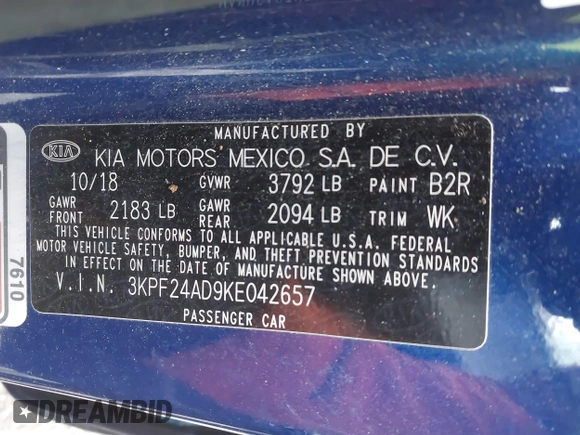 MANUFACTURED BY
KIA KIA MOTORS MEXICO S.A. DE C.V.
10/18 GVWR 3792 LB PAINT B2R
GAWR FRONT 2183 LB GAWR REAR 2094 LB TRIM WK
THIS VEHICLE CONFORMS TO ALL APPLICABLE U.S.A. FEDERAL
MOTOR VEHICLE SAFETY, BUMPER, AND THEFT PREVENTION STANDARDS
IN EFFECT ON THE DATE OF MANUFACTURE SHOWN ABOVE.
V.I.N. 3KPF24AD9KE042657
PASSENGER CAR
7610
DREAMBID